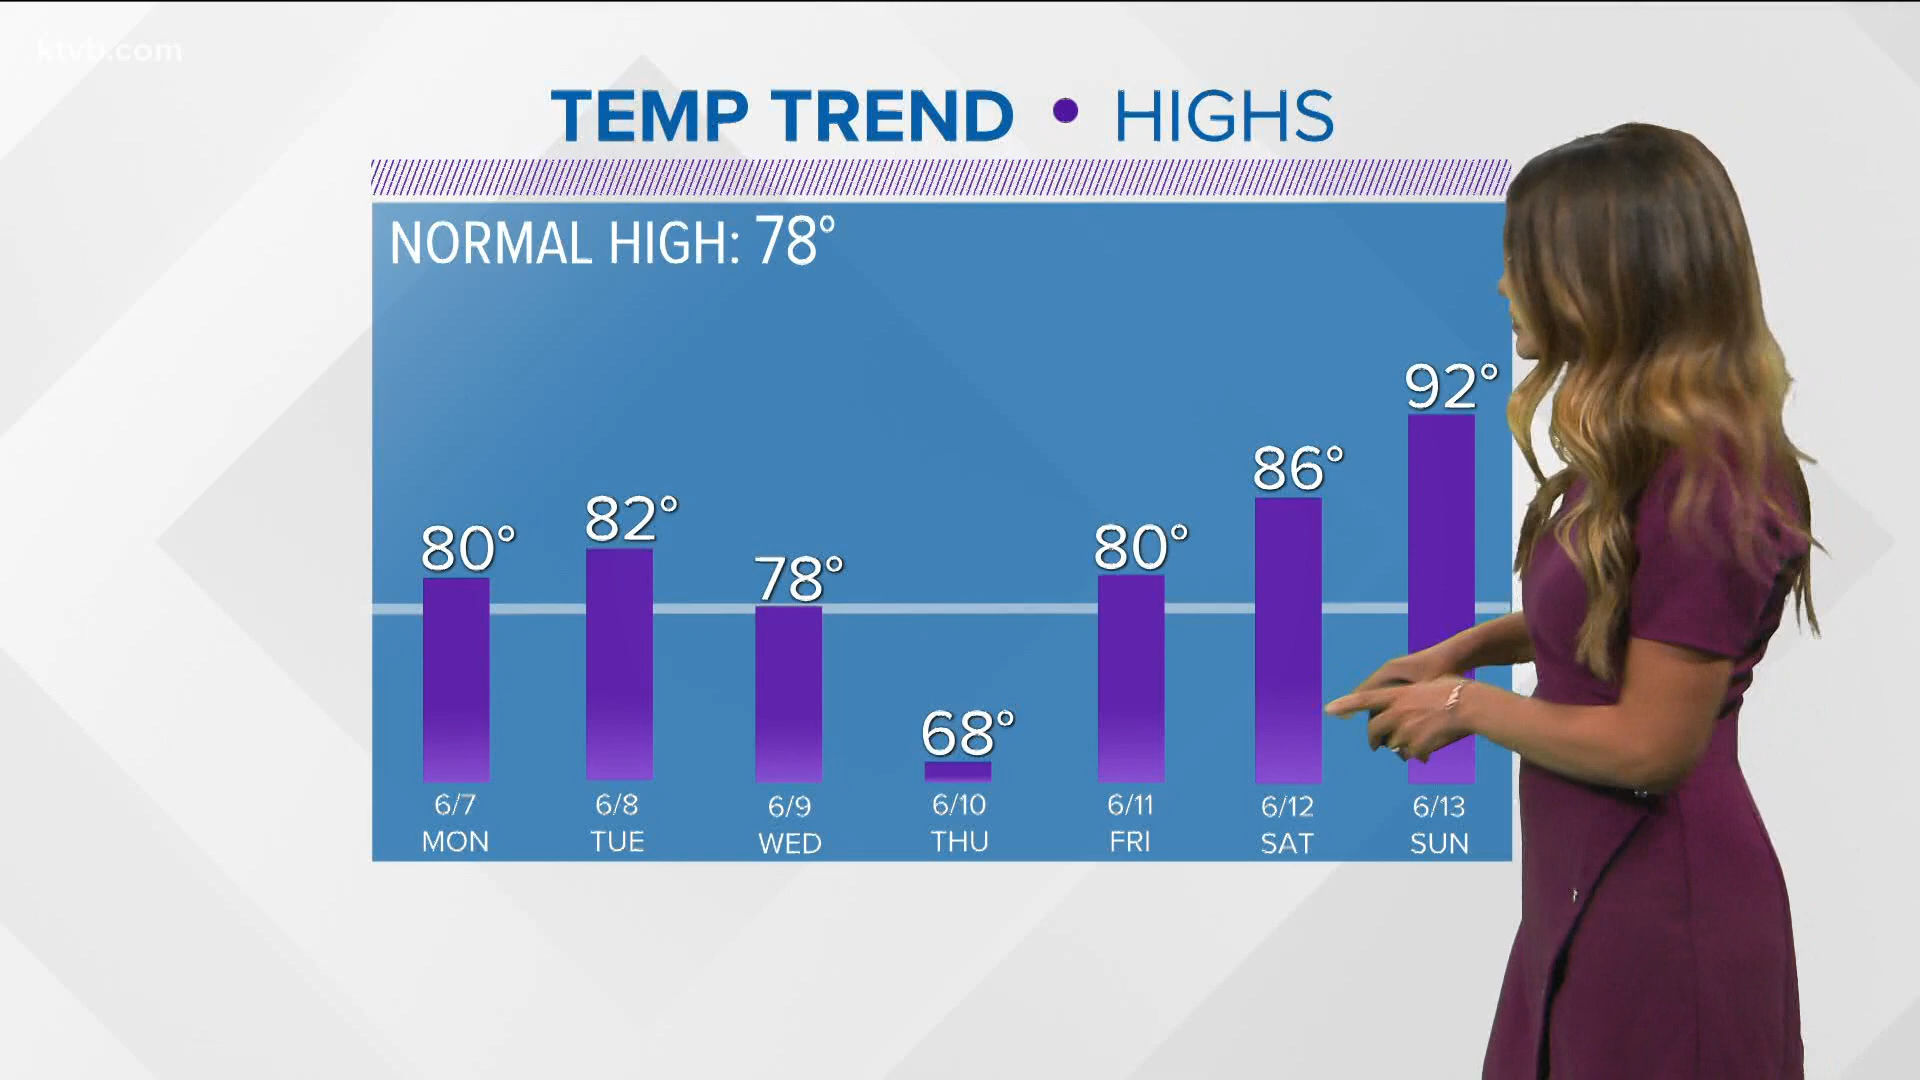 ktvb.com
TEMP TREND • HIGHS
NORMAL HIGH: 78°
80° 82° 78° 68° 80° 86° 92°
6/7 6/8 6/9 6/10 6/11 6/12 6/13
MON TUE WED THU FRI SAT SUN